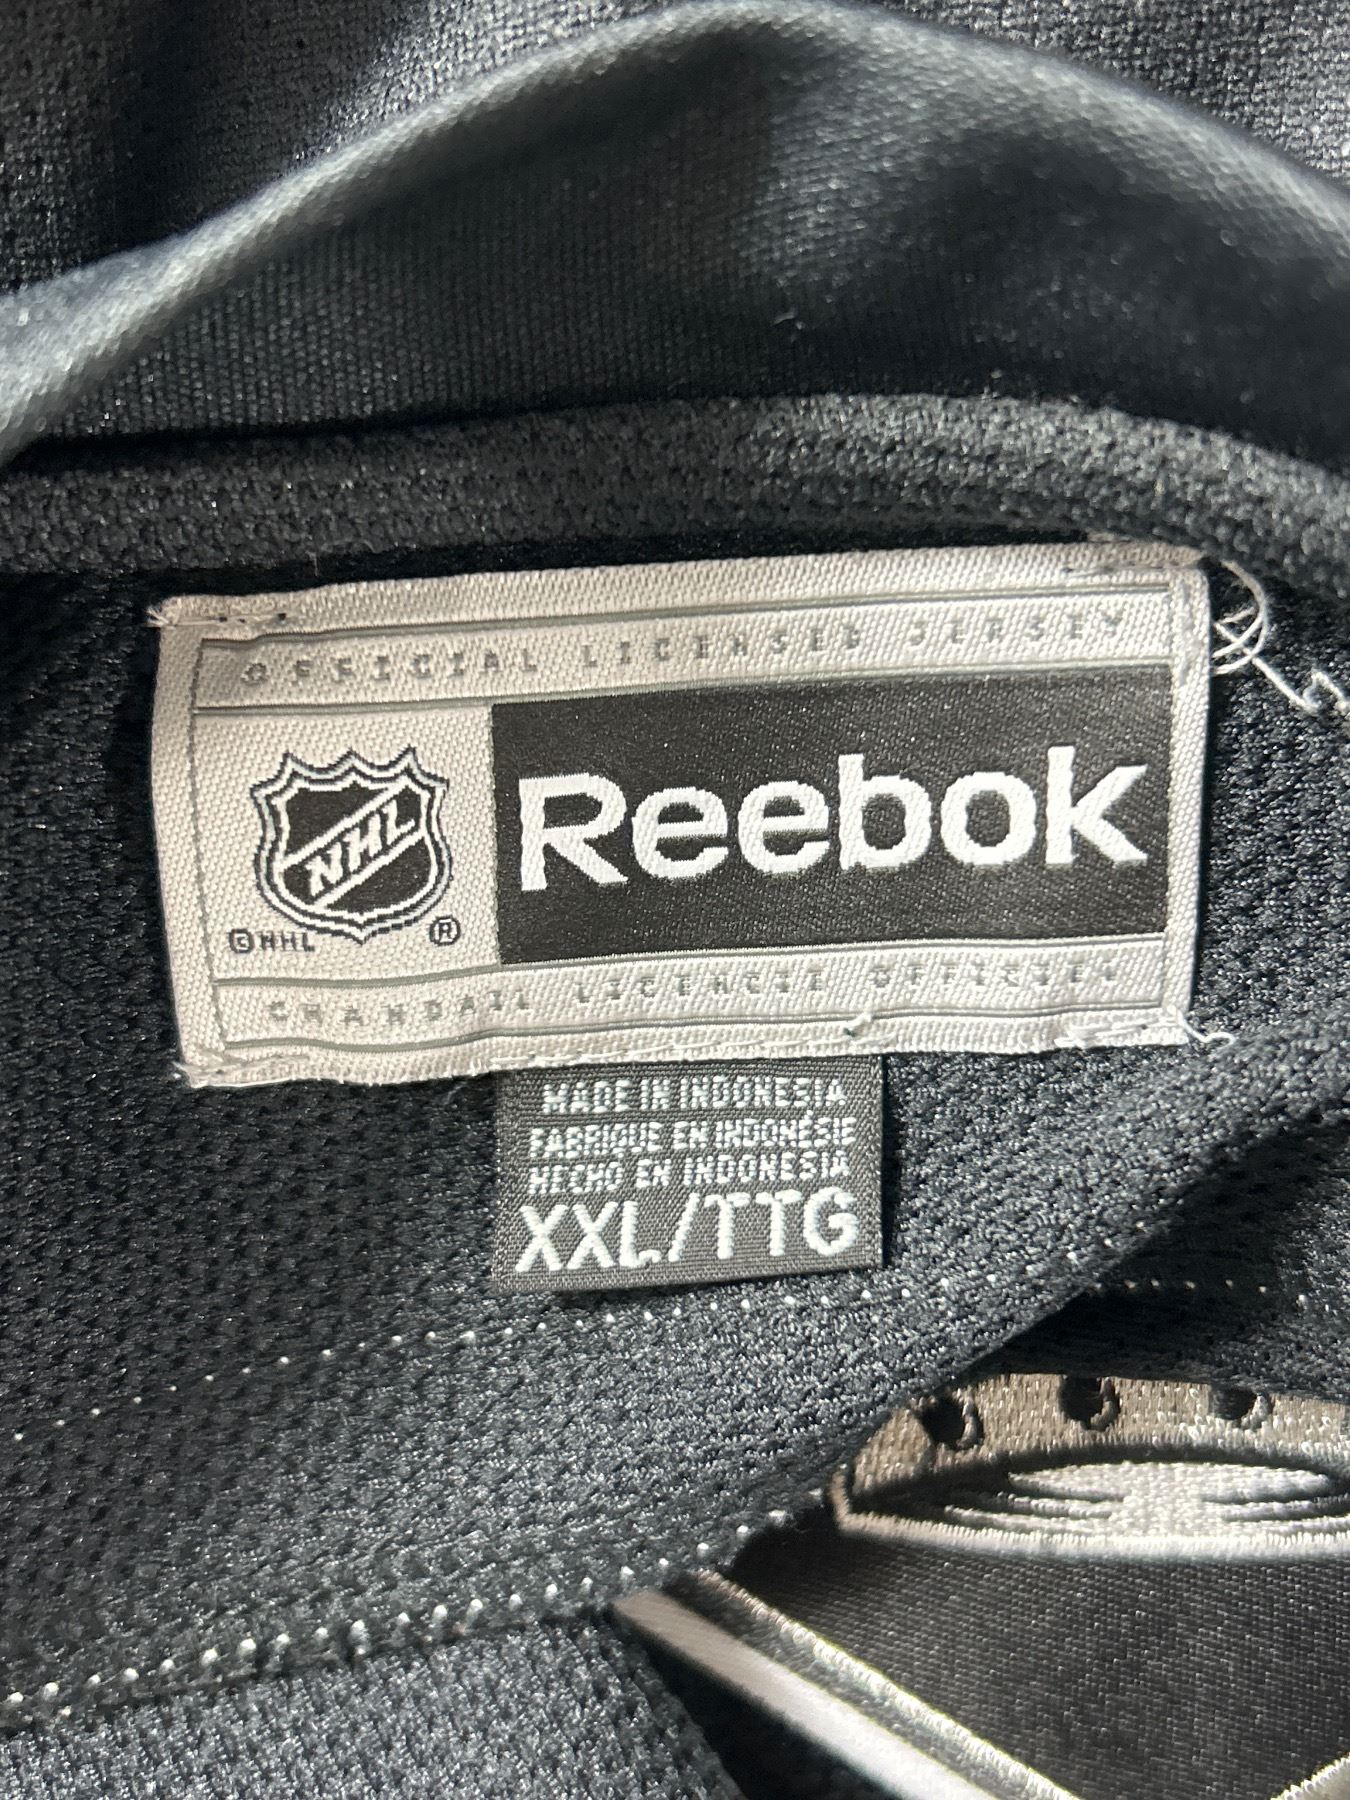 OFFICIAL LICENSED JERSEY
NHL
Reebok
© NHL ®
CHANDAIL LICENCIÉ OFFICIEL
MADE IN INDONESIA
FABRIQUE EN INDONÉSIE
HECHO EN INDONESIA
XXL/TTG